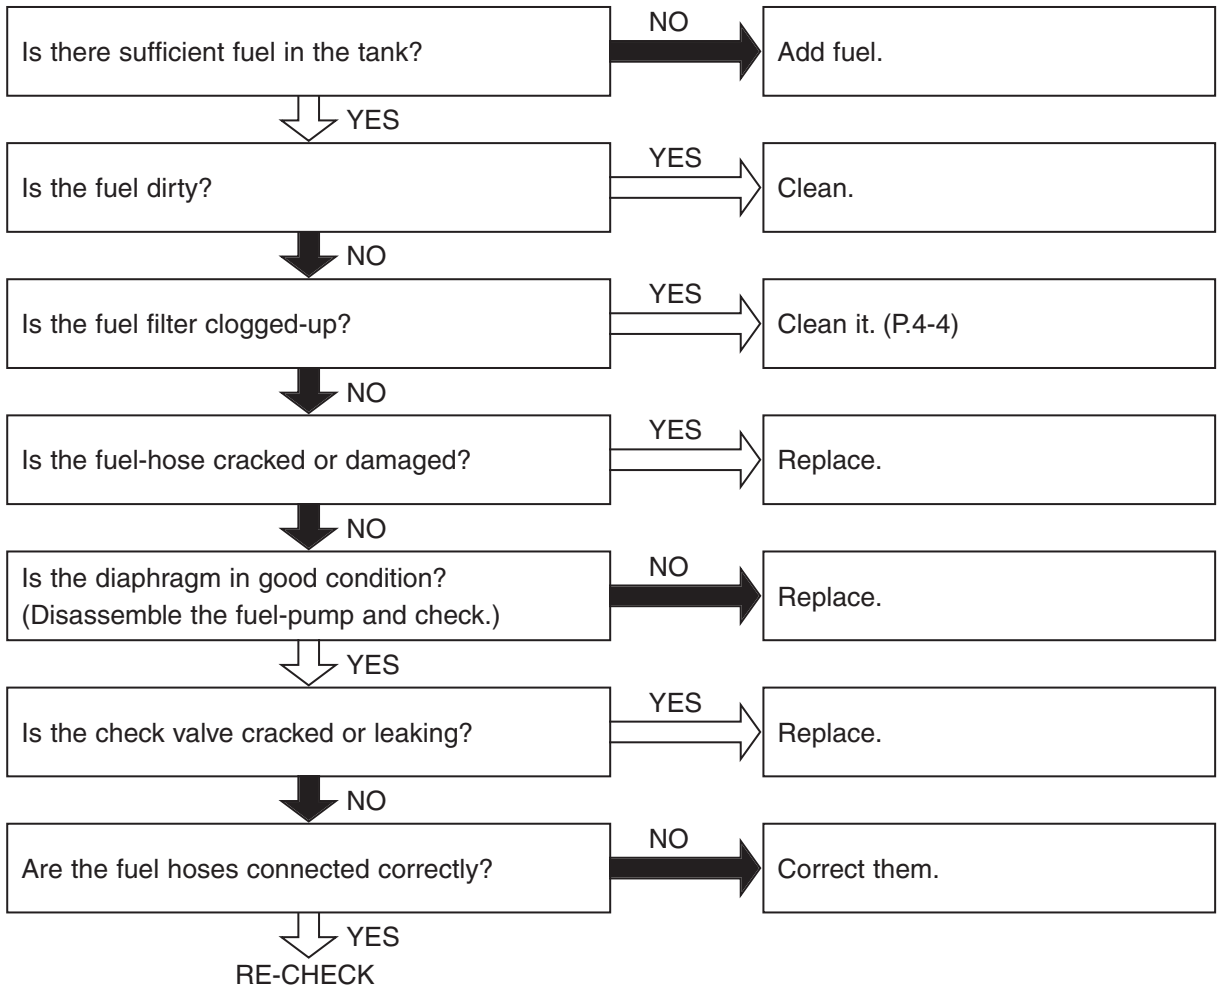 Is there sufficient fuel in the tank?
NO
Add fuel.
YES
Is the fuel dirty?
YES
Clean.
NO
Is the fuel filter clogged-up?
YES
Clean it. (P.4-4)
NO
Is the fuel-hose cracked or damaged?
YES
Replace.
NO
Is the diaphragm in good condition?
(Disassemble the fuel-pump and check.)
NO
Replace.
YES
Is the check valve cracked or leaking?
YES
Replace.
NO
Are the fuel hoses connected correctly?
NO
Correct them.
YES
RE-CHECK